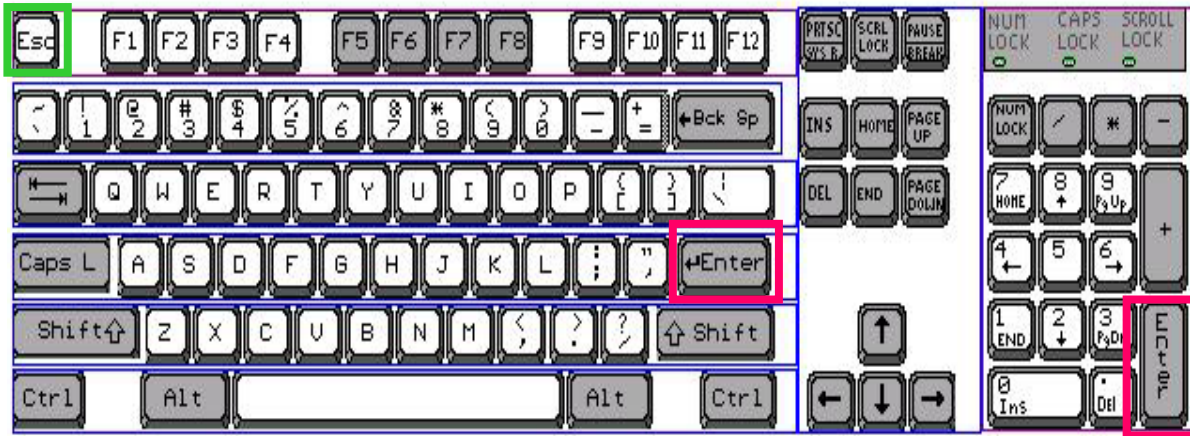 Esc F1 F2 F3 F4 F5 F6 F7 F8 F9 F10 F11 F12
~ ` ! 1 @ 2 # 3 $ 4 % 5 ^ 6 & 7 * 8 ( 9 ) 0 — - + = ←Bck Sp
Q W E R T Y U I O P { [ } ] ¦ \
Caps L A S D F G H J K L : ; " , ↵Enter
Shift⇧ Z X C V B N M < , > . ? / ⇧ Shift
Ctrl Alt Alt Ctrl
PRTSC SYS R SCRL LOCK PAUSE BREAK
INS HOME PAGE UP
DEL END PAGE DOWN
↑
← ↓ →
NUM LOCK CAPS LOCK SCROLL LOCK
NUM LOCK / * -
7 HOME 8 ↑ 9 PgUp +
4 ← 5 6 →
1 END 2 ↓ 3 PgDn Enter
0 Ins . Del